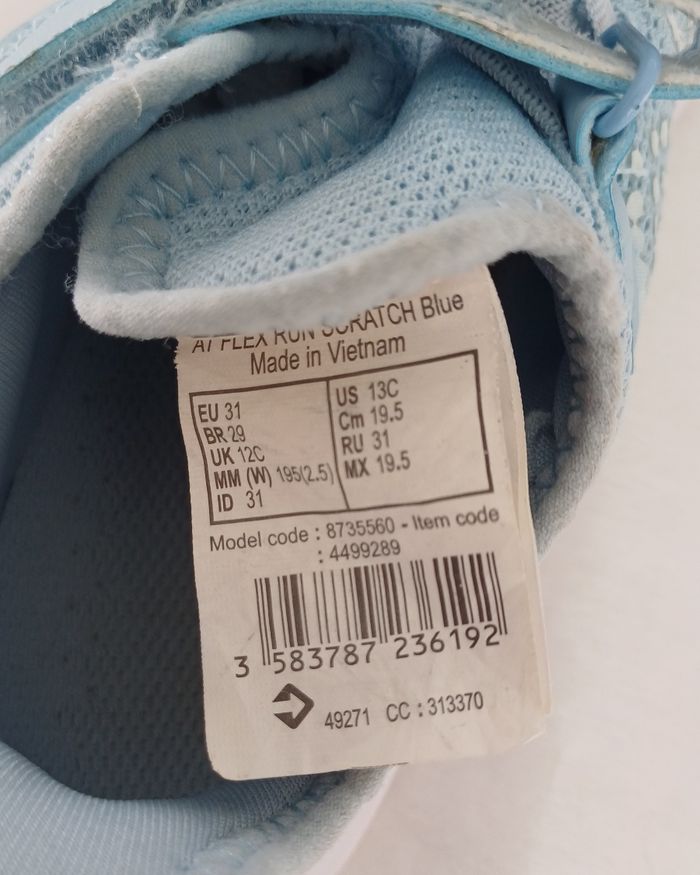 AT FLEX RUN SCRATCH Blue
Made in Vietnam
EU 31
BR 29
UK 12C
MM (W) 195(2.5)
ID 31
US 13C
Cm 19.5
RU 31
MX 19.5
Model code : 8735560 - Item code
: 4499289
3 583787 236192
49271 CC : 313370